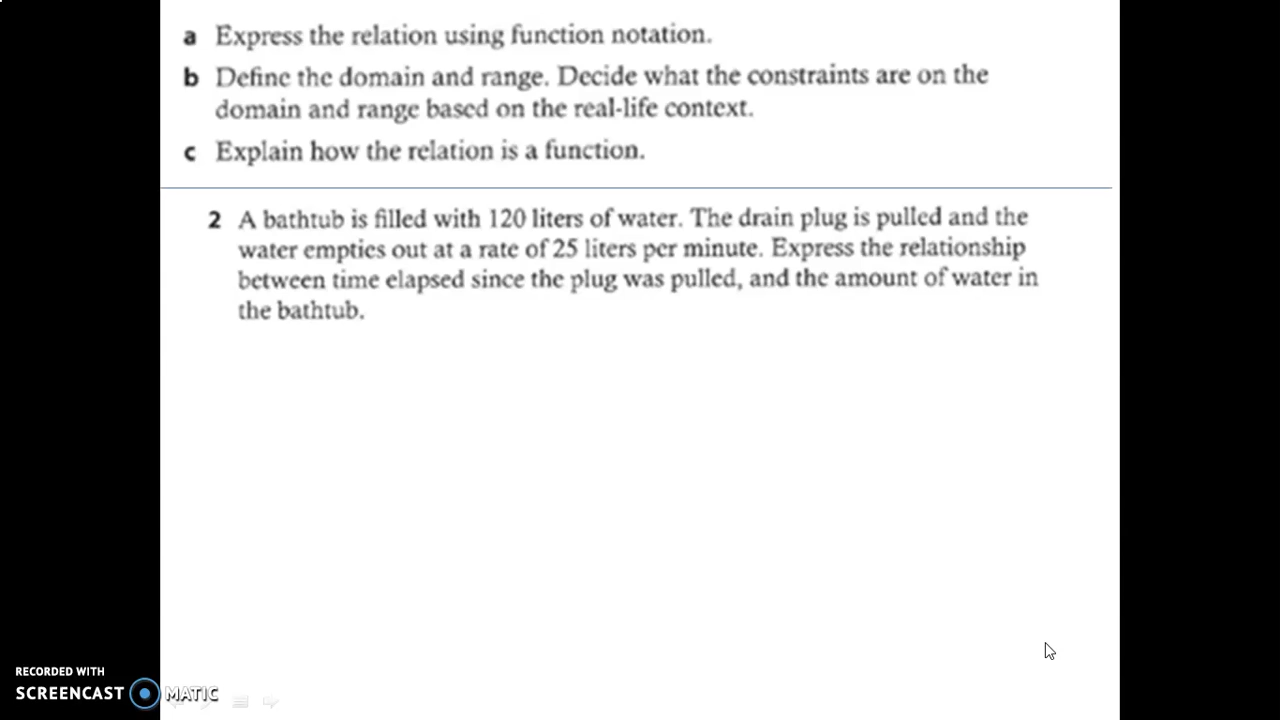 a Express the relation using function notation.
b Define the domain and range. Decide what the constraints are on the
domain and range based on the real-life context.
c Explain how the relation is a function.
2 A bathtub is filled with 120 liters of water. The drain plug is pulled and the
water empties out at a rate of 25 liters per minute. Express the relationship
between time elapsed since the plug was pulled, and the amount of water in
the bathtub.
RECORDED WITH
SCREENCAST MATIC